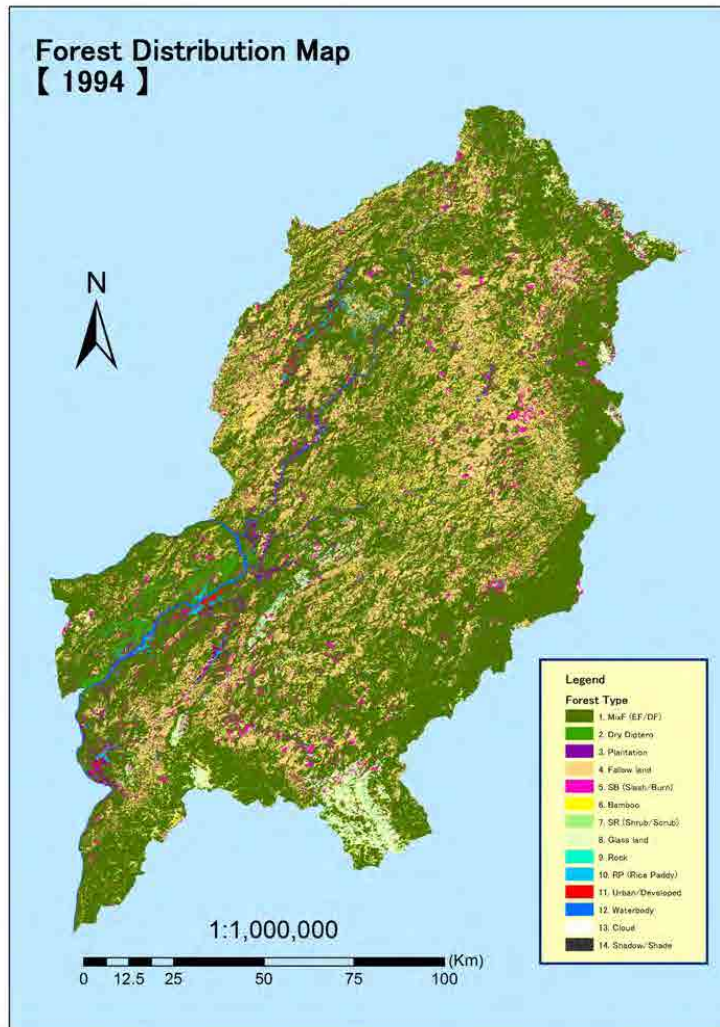 Forest Distribution Map
【 1994 】
N
Legend
Forest Type
1. MixF (EF/DF)
2. Dry Diptero
3. Plantation
4. Fallow land
5. SB (Slash/Burn)
6. Bamboo
7. SR (Shrub/Scrub)
8. Glass land
9. Rock
10. RP (Rice Paddy)
11. Urban/Developed
12. Waterbody
13. Cloud
14. Shadow/Shade
1:1,000,000
(Km)
0 12.5 25 50 75 100